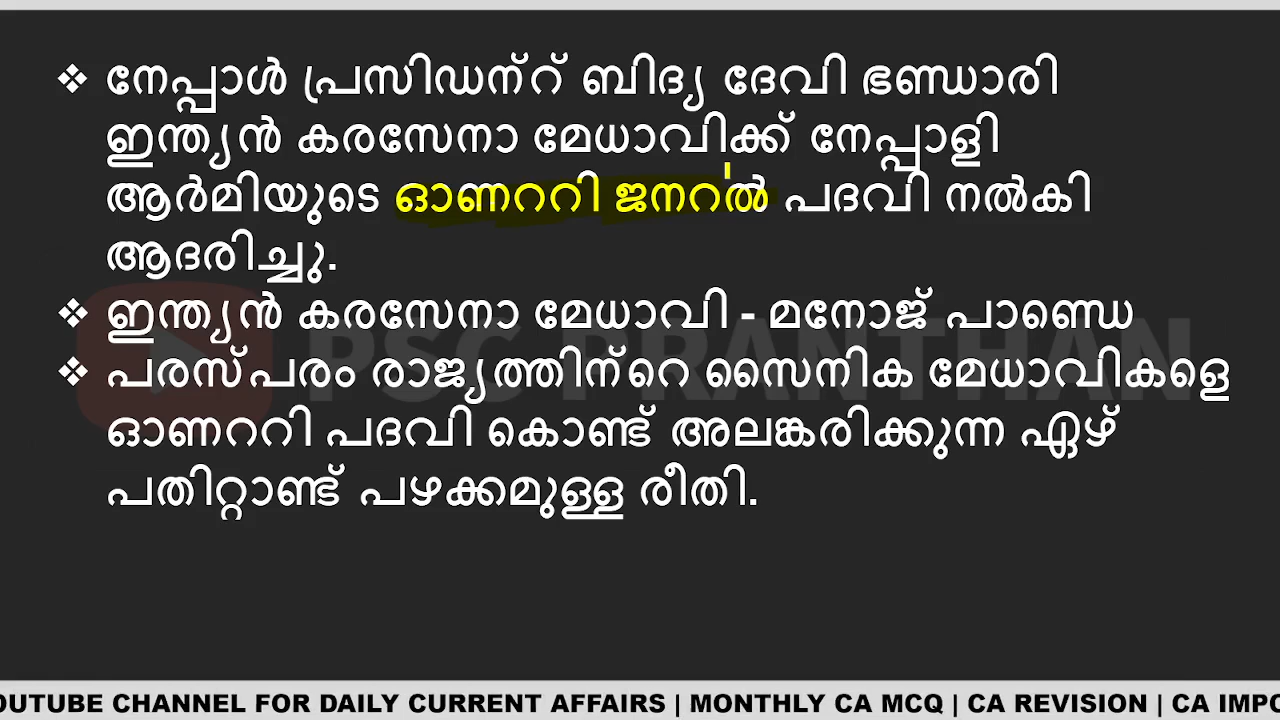 ❖ നേപ്പാൾ പ്രസിഡന്റ് ബിദ്യ ദേവി ഭണ്ഡാരി
ഇന്ത്യൻ കരസേനാ മേധാവിക്ക് നേപ്പാളി
ആർമിയുടെ ഓണററി ജനറൽ പദവി നൽകി
ആദരിച്ചു.
❖ ഇന്ത്യൻ കരസേനാ മേധാവി - മനോജ് പാണ്ഡെ
❖ പരസ്പരം രാജ്യത്തിന്റെ സൈനിക മേധാവികളെ
ഓണററി പദവി കൊണ്ട് അലങ്കരിക്കുന്ന ഏഴ്
പതിറ്റാണ്ട് പഴക്കമുള്ള രീതി.
PSC PRANTHAN
OUTUBE CHANNEL FOR DAILY CURRENT AFFAIRS | MONTHLY CA MCQ | CA REVISION | CA IMPO